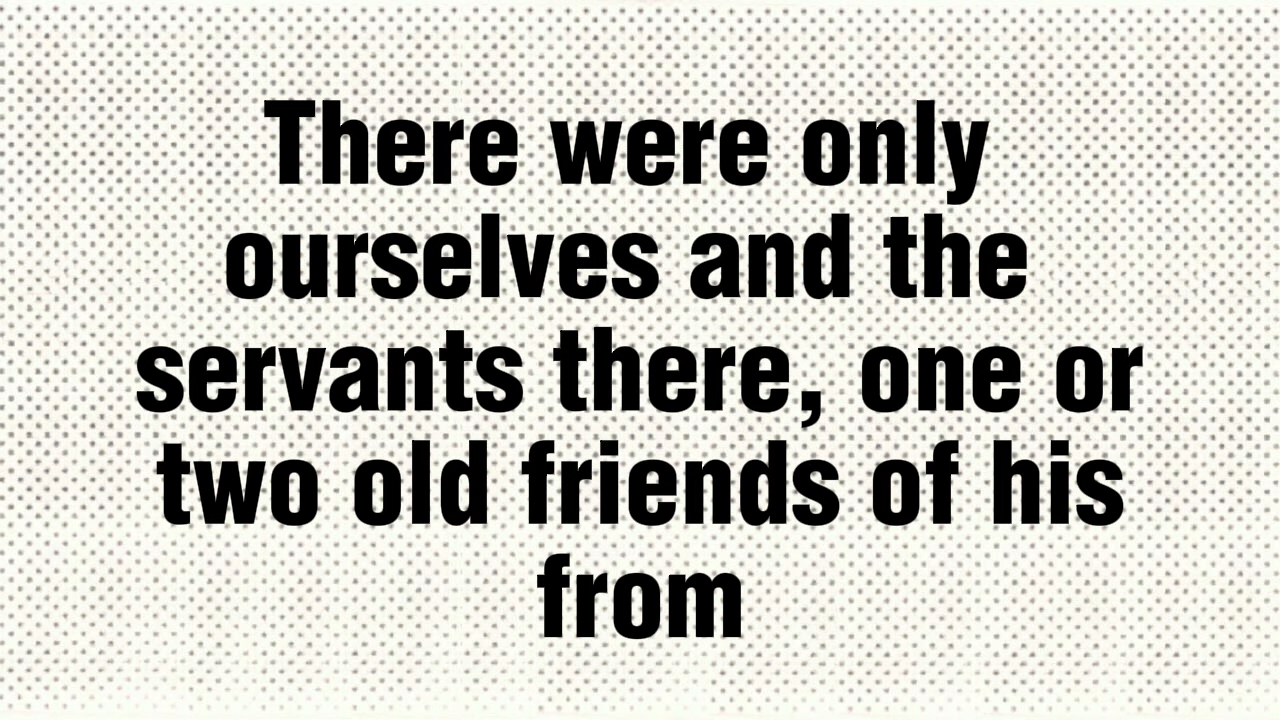 There were only
ourselves and the
servants there, one or
two old friends of his
from